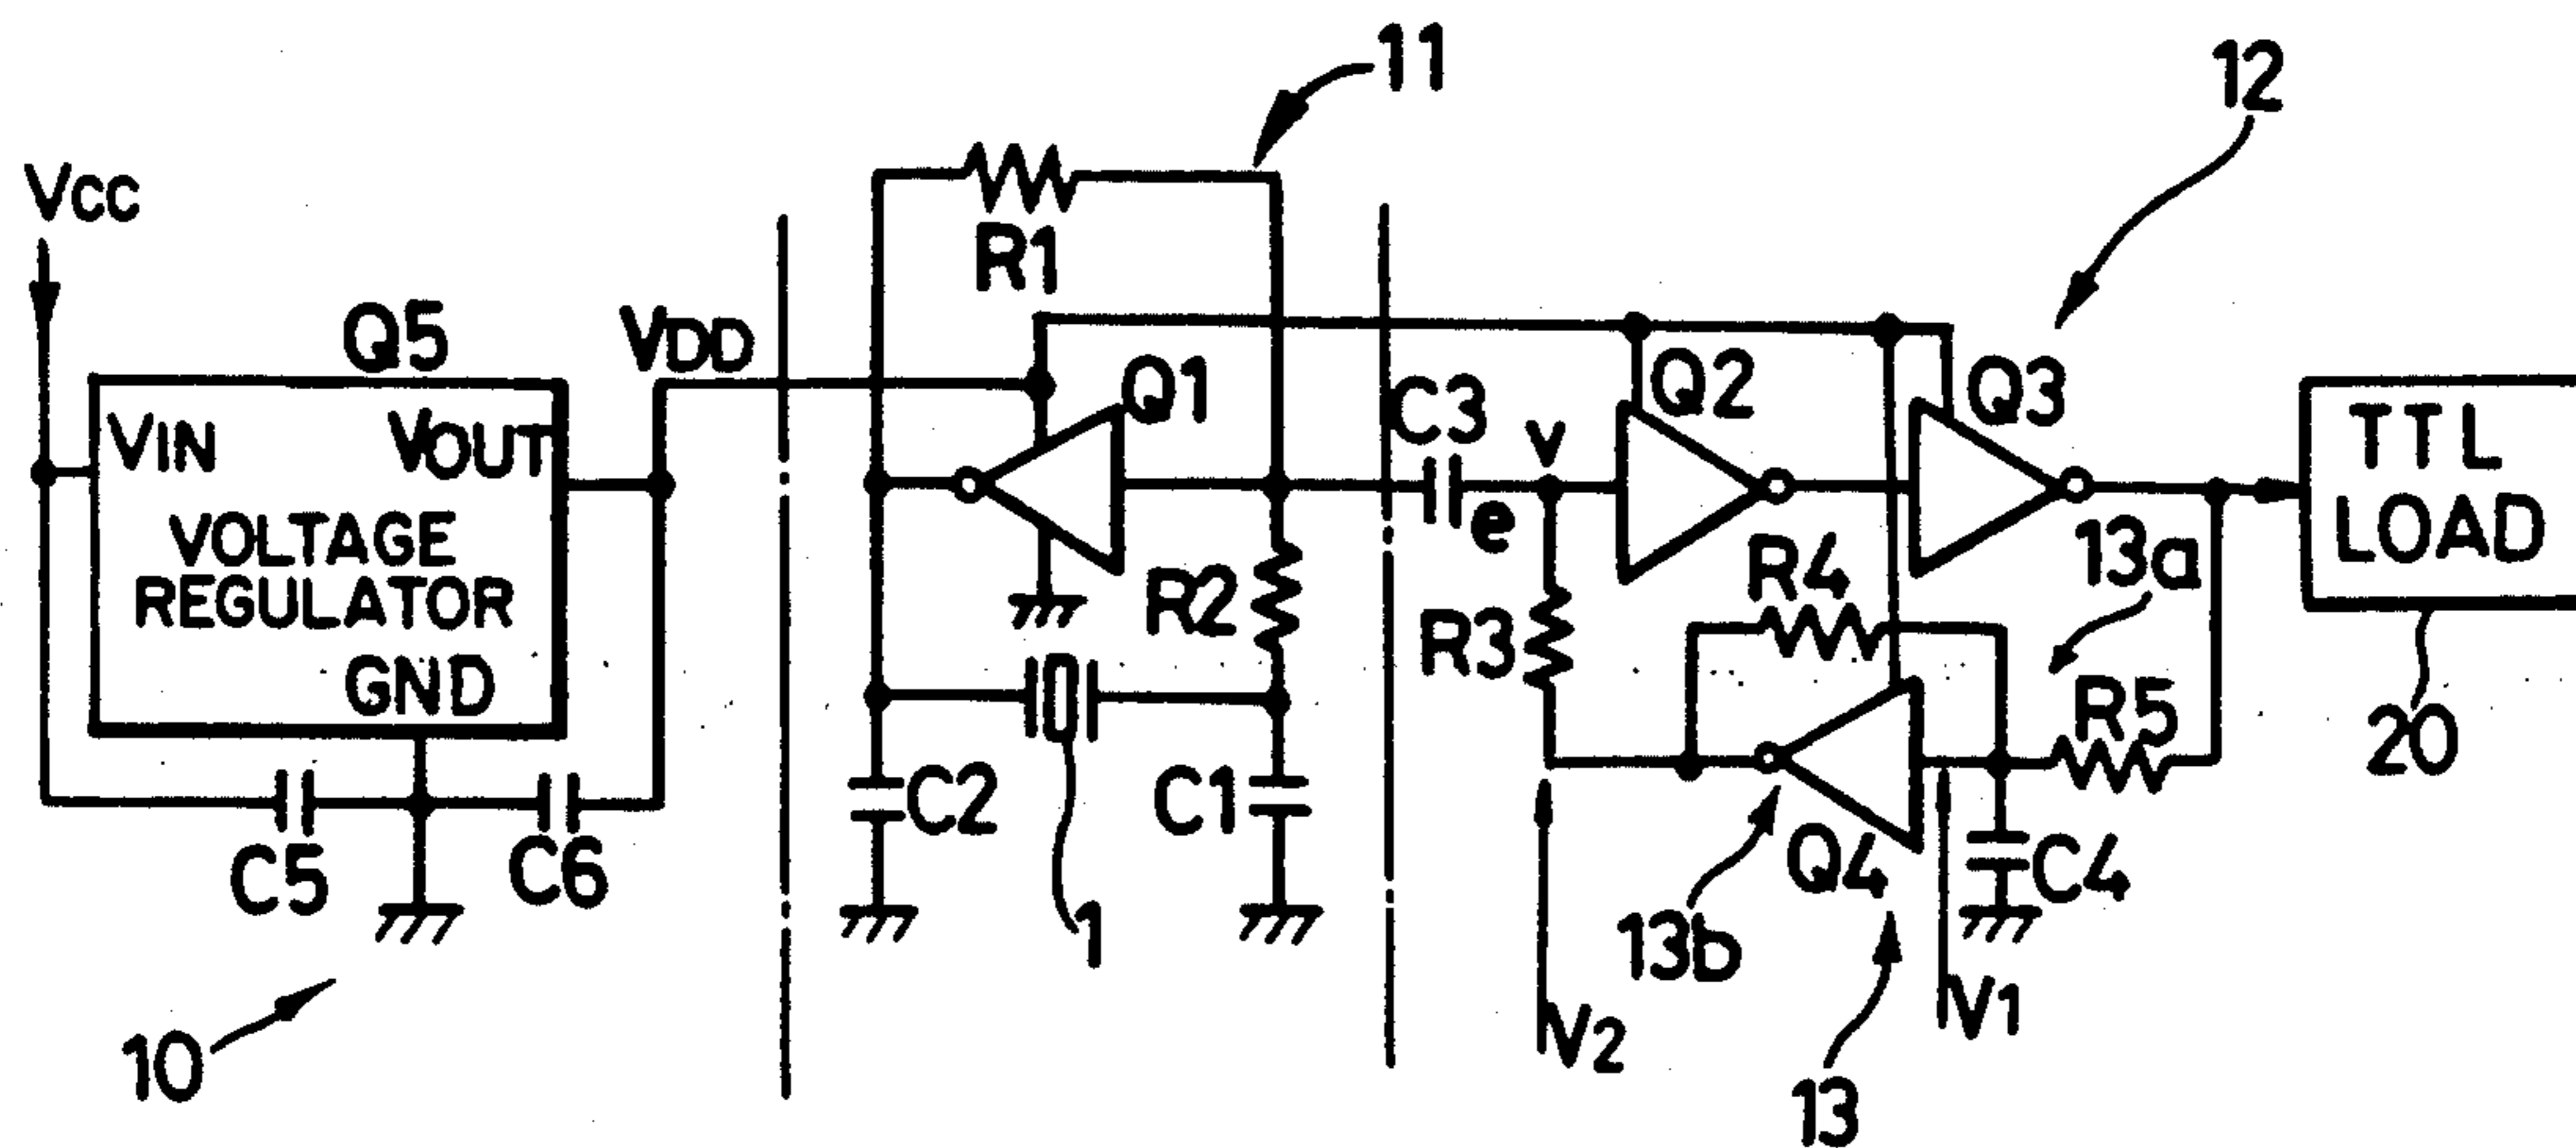 11
12
VCC
R1
Q5
VDD
Q1
Q2
Q3
VIN
VOUT
C3
v
TTL
LOAD
e
VOLTAGE
REGULATOR
GND
R2
R3
R4
13a
R5
20
C5
C6
C2
C1
Q4
C4
1
13b
V1
V2
10
13